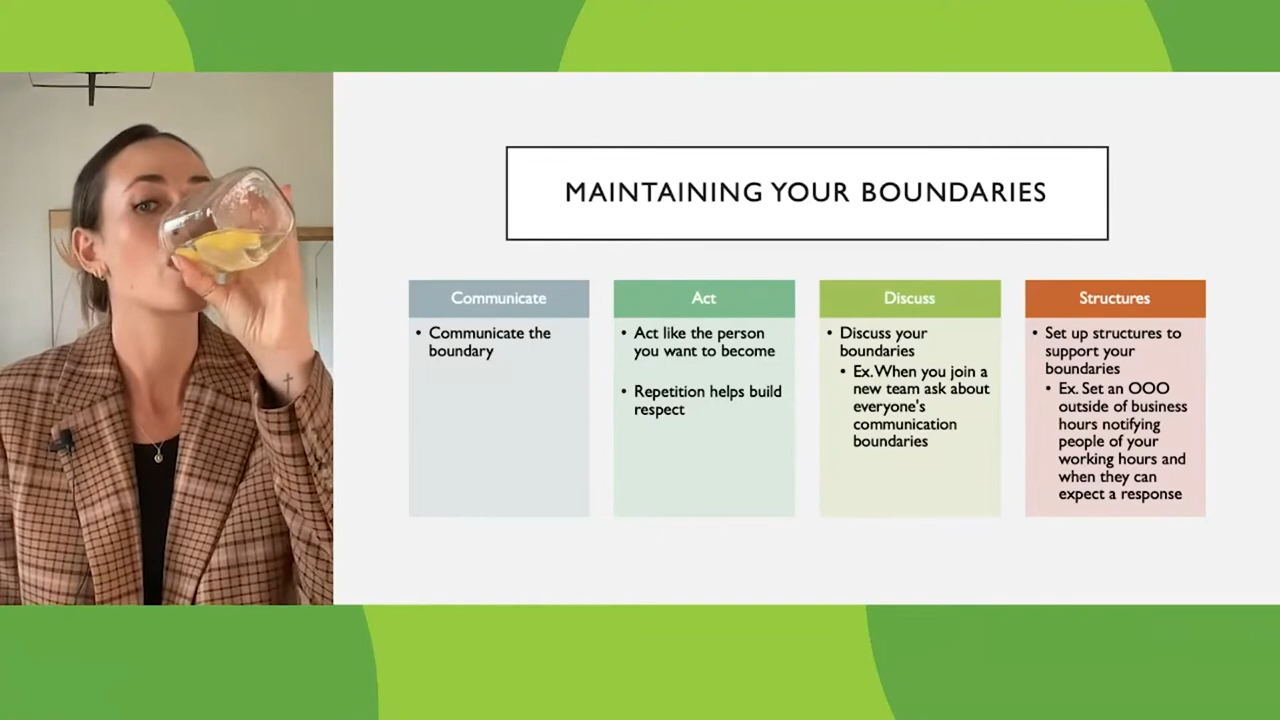 MAINTAINING YOUR BOUNDARIES
Communicate
• Communicate the
boundary
Act
• Act like the person
you want to become
• Repetition helps build
respect
Discuss
• Discuss your
boundaries
• Ex. When you join a
new team ask about
everyone's
communication
boundaries
Structures
• Set up structures to
support your
boundaries
• Ex. Set an OOO
outside of business
hours notifying
people of your
working hours and
when they can
expect a response